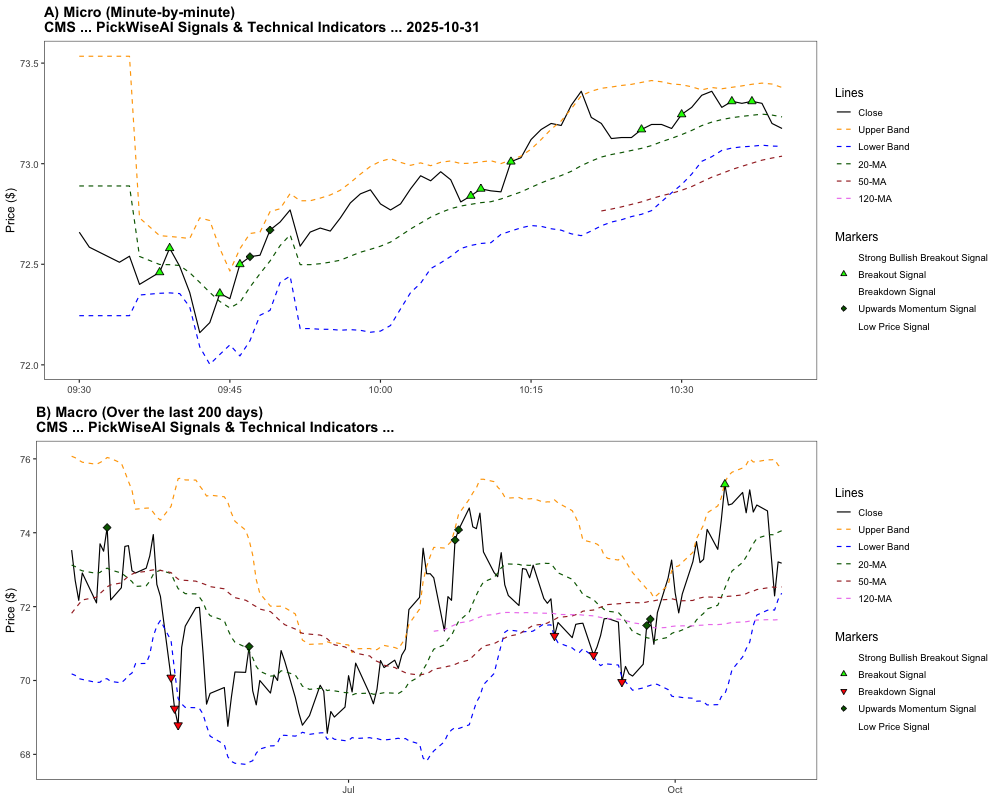 A) Micro (Minute-by-minute)
CMS ... PickWiseAI Signals & Technical Indicators ... 2025-10-31
Price ($)
73.5
73.0
72.5
72.0
09:30
09:45
10:00
10:15
10:30
Lines
Close
Upper Band
Lower Band
20-MA
50-MA
120-MA
Markers
Strong Bullish Breakout Signal
Breakout Signal
Breakdown Signal
Upwards Momentum Signal
Low Price Signal
B) Macro (Over the last 200 days)
CMS ... PickWiseAI Signals & Technical Indicators ...
Price ($)
76
74
72
70
68
Jul
Oct
Lines
Close
Upper Band
Lower Band
20-MA
50-MA
120-MA
Markers
Strong Bullish Breakout Signal
Breakout Signal
Breakdown Signal
Upwards Momentum Signal
Low Price Signal